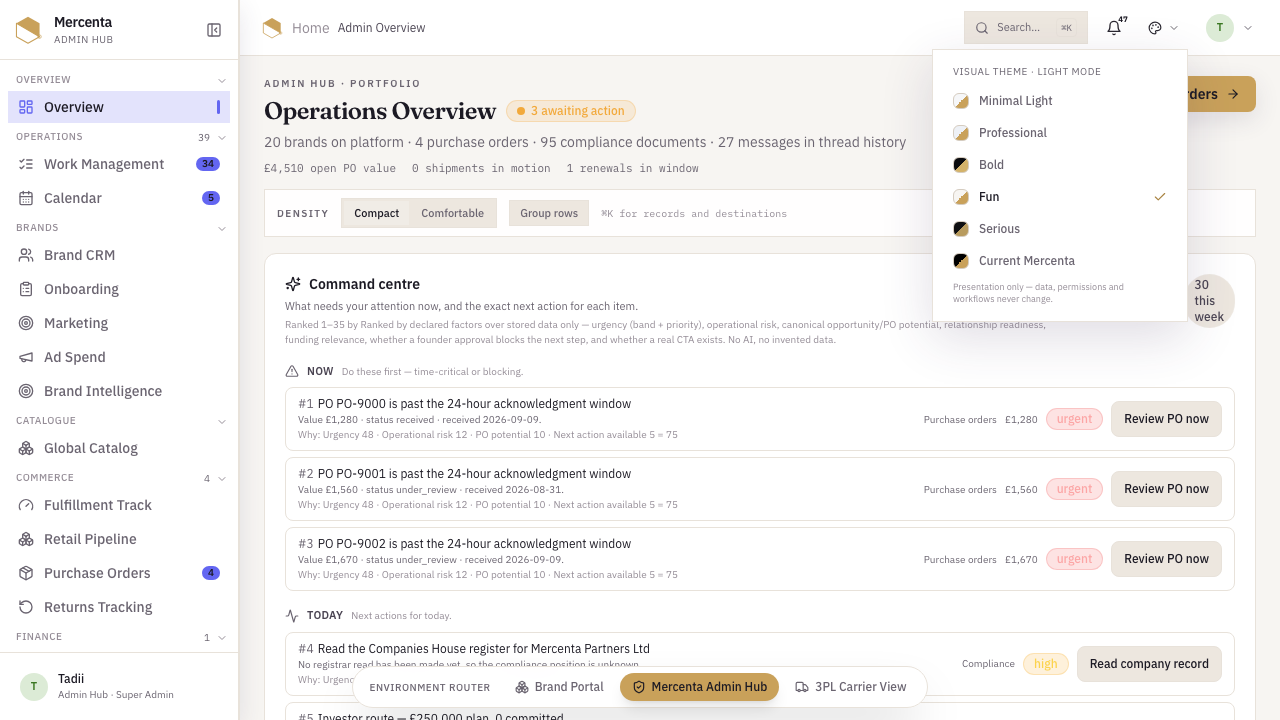 Mercenta
ADMIN HUB
OVERVIEW
Overview
OPERATIONS 39
Work Management 34
Calendar 5
BRANDS
Brand CRM
Onboarding
Marketing
Ad Spend
Brand Intelligence
CATALOGUE
Global Catalog
COMMERCE 4
Fulfillment Track
Retail Pipeline
Purchase Orders 4
Returns Tracking
FINANCE 1
T
Tadii
Admin Hub · Super Admin
Home Admin Overview
Search... ⌘K
47
T
ADMIN HUB · PORTFOLIO
Operations Overview 3 awaiting action
20 brands on platform · 4 purchase orders · 95 compliance documents · 27 messages in thread history
£4,510 open PO value 0 shipments in motion 1 renewals in window
DENSITY Compact Comfortable Group rows ⌘K for records and destinations
VISUAL THEME · LIGHT MODE
Minimal Light
Professional
Bold
Fun
Serious
Current Mercenta
Presentation only — data, permissions and
workflows never change.
Command centre
What needs your attention now, and the exact next action for each item.
Ranked 1–35 by Ranked by declared factors over stored data only — urgency (band + priority), operational risk, canonical opportunity/PO potential, relationship readiness,
funding relevance, whether a founder approval blocks the next step, and whether a real CTA exists. No AI, no invented data.
30
this
week
NOW Do these first — time-critical or blocking.
#1 PO PO-9000 is past the 24-hour acknowledgment window
Value £1,280 · status received · received 2026-09-09.
Why: Urgency 48 · Operational risk 12 · PO potential 10 · Next action available 5 = 75
Purchase orders £1,280 urgent Review PO now
#2 PO PO-9001 is past the 24-hour acknowledgment window
Value £1,560 · status under_review · received 2026-08-31.
Why: Urgency 48 · Operational risk 12 · PO potential 10 · Next action available 5 = 75
Purchase orders £1,560 urgent Review PO now
#3 PO PO-9002 is past the 24-hour acknowledgment window
Value £1,670 · status under_review · received 2026-09-09.
Why: Urgency 48 · Operational risk 12 · PO potential 10 · Next action available 5 = 75
Purchase orders £1,670 urgent Review PO now
TODAY Next actions for today.
#4 Read the Companies House register for Mercenta Partners Ltd
No registrar read has been made yet, so the compliance position is unknown.
Compliance high Read company record
#5 Investor route — £250,000 plan, 0 committed
ENVIRONMENT ROUTER Brand Portal Mercenta Admin Hub 3PL Carrier View